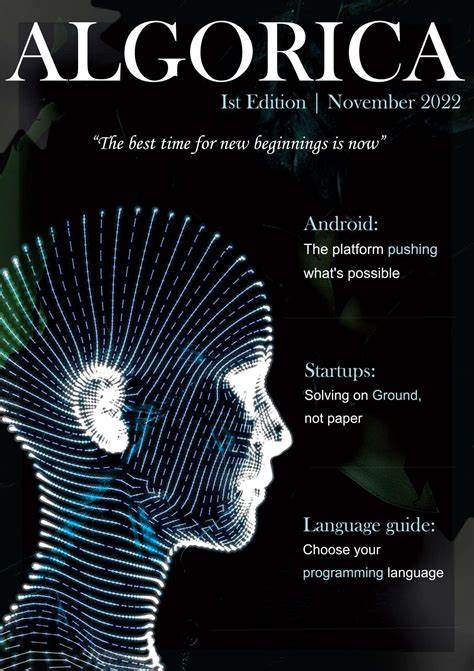 ALGORICA
Ist Edition | November 2022
“The best time for new beginnings is now”
Android:
The platform pushing
what's possible
Startups:
Solving on Ground,
not paper
Language guide:
Choose your
programming language